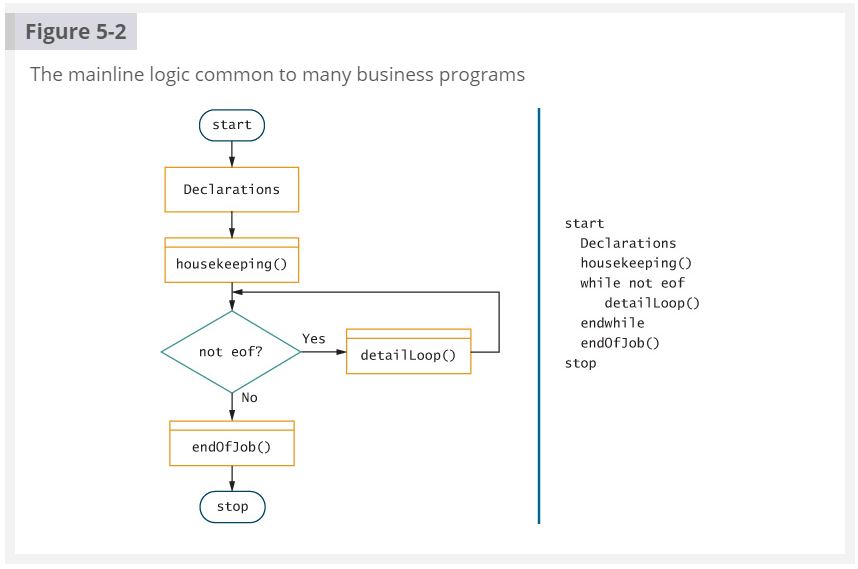 Figure 5-2
The mainline logic common to many business programs
start
Declarations
housekeeping()
not eof?
Yes
detailLoop()
No
endOfJob()
stop
start
Declarations
housekeeping()
while not eof
detailLoop()
endwhile
endOfJob()
stop